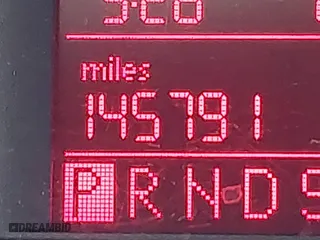 miles
145791
P R N D S
DREAMBID